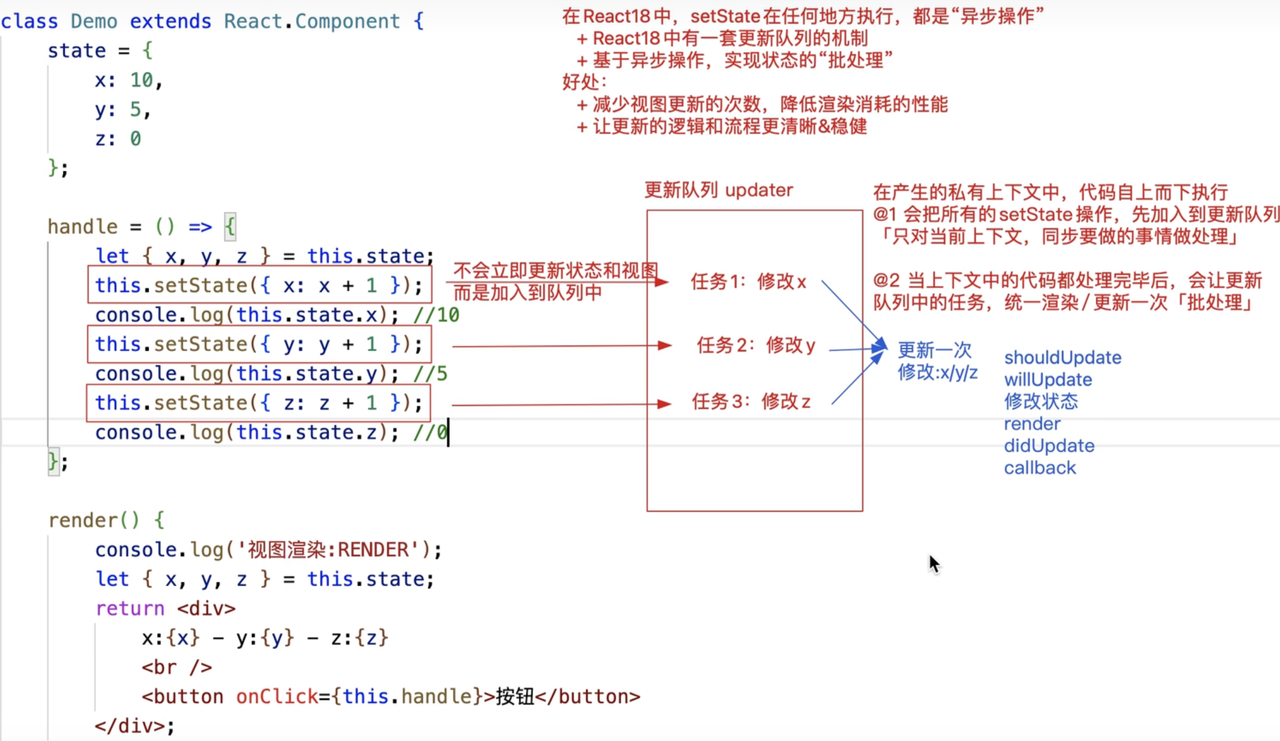 class Demo extends React.Component {
state = {
x: 10,
y: 5,
z: 0
};
handle = () => {
let { x, y, z } = this.state;
this.setState({ x: x + 1 });
console.log(this.state.x); //10
this.setState({ y: y + 1 });
console.log(this.state.y); //5
this.setState({ z: z + 1 });
console.log(this.state.z); //0
};
render() {
console.log('视图渲染:RENDER');
let { x, y, z } = this.state;
return <div>
x:{x} - y:{y} - z:{z}
<br />
<button onClick={this.handle}>按钮</button>
</div>;
在React18中，setState在任何地方执行，都是“异步操作”
+ React18中有一套更新队列的机制
+ 基于异步操作，实现状态的“批处理”
好处：
+ 减少视图更新的次数，降低渲染消耗的性能
+ 让更新的逻辑和流程更清晰&稳健
不会立即更新状态和视图
而是加入到队列中
更新队列 updater
任务1：修改x
任务2：修改y
任务3：修改z
在产生的私有上下文中，代码自上而下执行
@1 会把所有的setState操作，先加入到更新队列
「只对当前上下文，同步要做的事情做处理」
@2 当上下文中的代码都处理完毕后，会让更新
队列中的任务，统一渲染/更新一次「批处理」
更新一次
修改:x/y/z
shouldUpdate
willUpdate
修改状态
render
didUpdate
callback